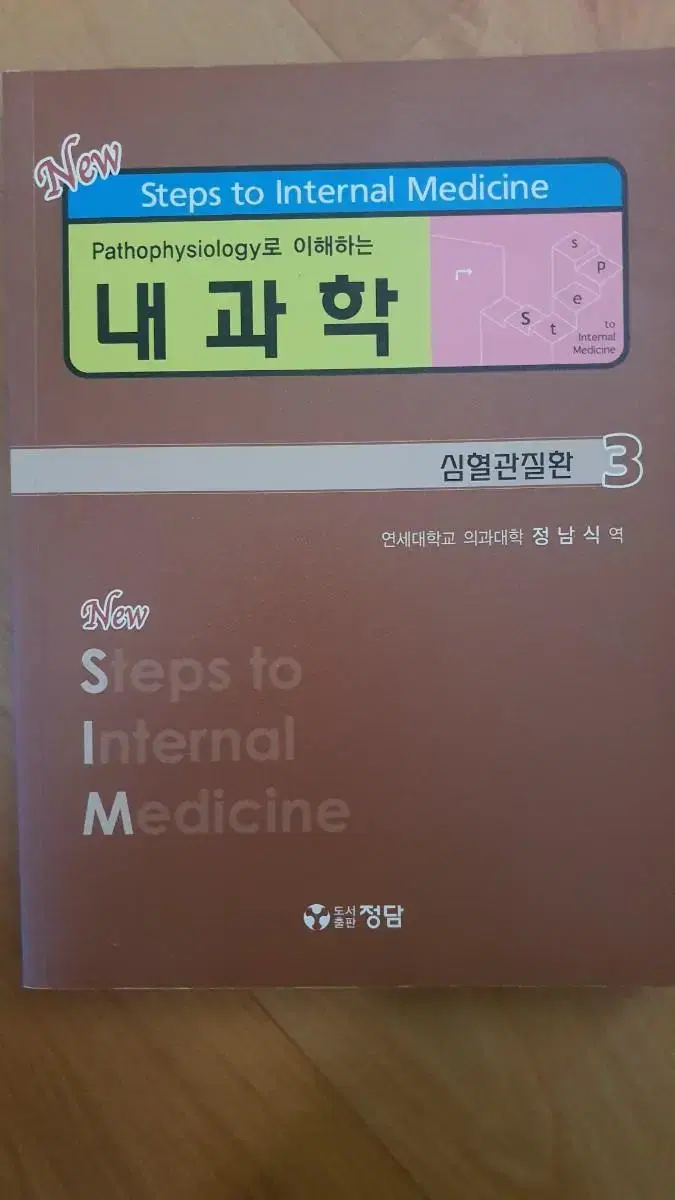 New
Steps to Internal Medicine
Pathophysiology로 이해하는
내과학
s
p
e
S
t
to
Internal
Medicine
심혈관질환 3
연세대학교 의과대학 정남식 역
New
Steps to
Internal
Medicine
도서
출판 정담